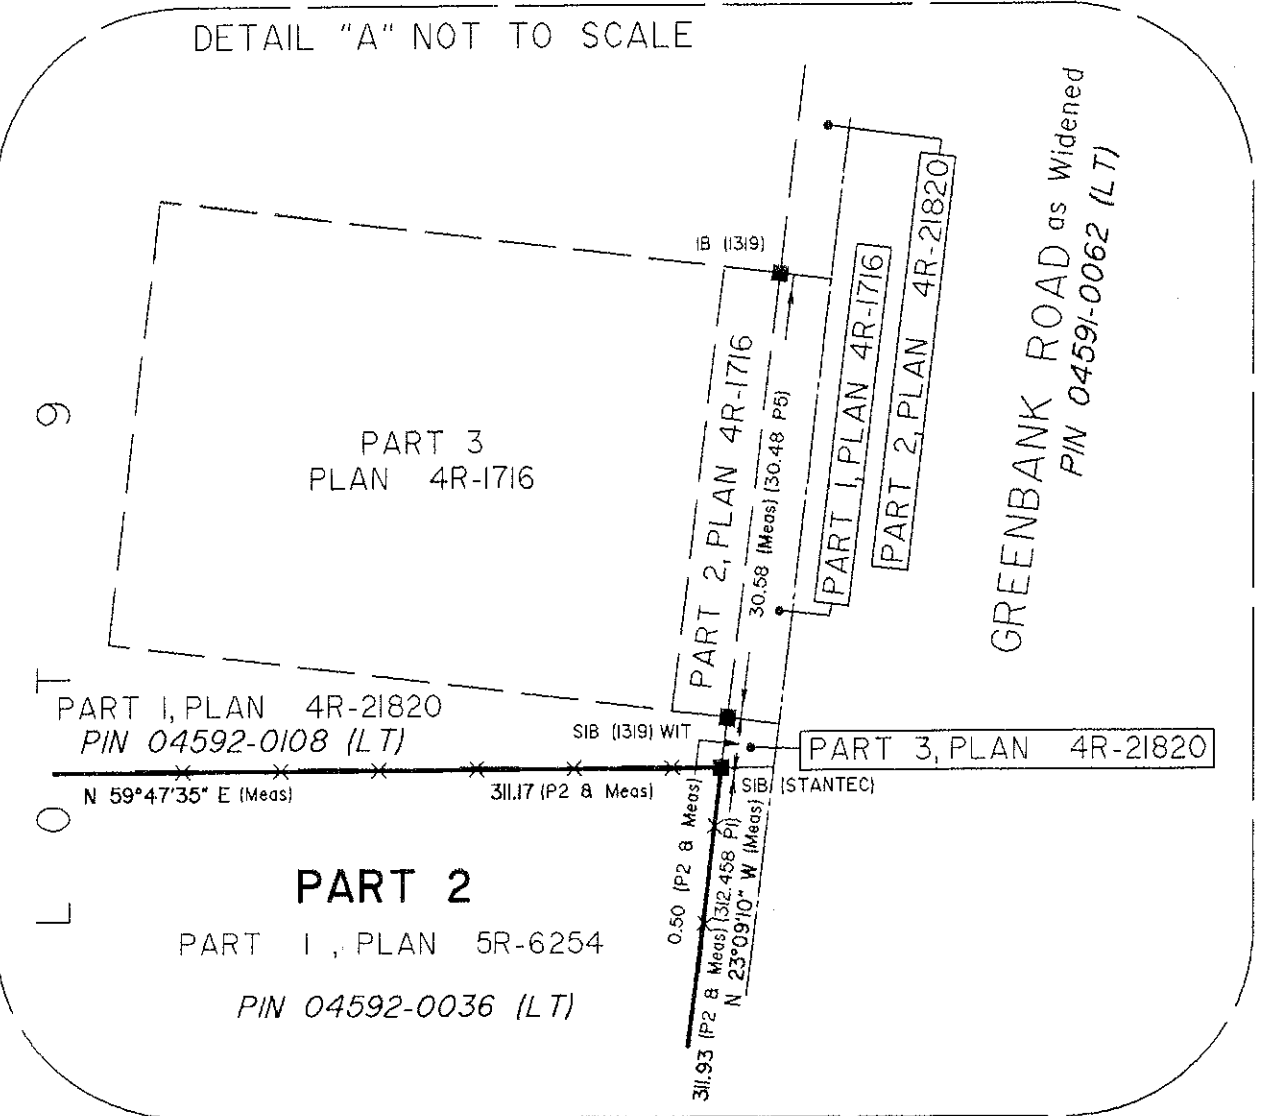 DETAIL "A" NOT TO SCALE
GREENBANK ROAD as Widened
PIN 04591-0062 (LT)
PART 2, PLAN 4R-21820
PART 1, PLAN 4R-1716
IB (1319)
PART 2, PLAN 4R-1716
30.58 (Meas) (30.48 P5)
PART 3
PLAN 4R-1716
LOT 9
PART 1, PLAN 4R-21820
PIN 04592-0108 (LT)
SIB (1319) WIT
PART 3, PLAN 4R-21820
N 59°47'35" E (Meas)
311.17 (P2 & Meas)
SIB (STANTEC)
0.50 (P2 & Meas)
311.93 (P2 & Meas) (312.458 P1)
N 23°09'10" W (Meas)
PART 2
PART 1, PLAN 5R-6254
PIN 04592-0036 (LT)